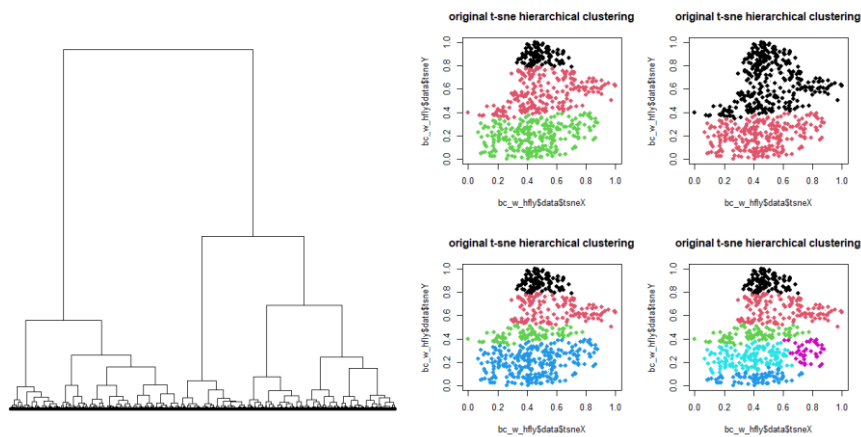 original t-sne hierarchical clustering
original t-sne hierarchical clustering
bc_w_hfly$data$tsneY
0.0 0.2 0.4 0.6 0.8 1.0
0.0 0.2 0.4 0.6 0.8 1.0
bc_w_hfly$data$tsneX
bc_w_hfly$data$tsneY
0.0 0.2 0.4 0.6 0.8 1.0
0.0 0.2 0.4 0.6 0.8 1.0
bc_w_hfly$data$tsneX
original t-sne hierarchical clustering
original t-sne hierarchical clustering
bc_w_hfly$data$tsneY
0.0 0.2 0.4 0.6 0.8 1.0
0.0 0.2 0.4 0.6 0.8 1.0
bc_w_hfly$data$tsneX
bc_w_hfly$data$tsneY
0.0 0.2 0.4 0.6 0.8 1.0
0.0 0.2 0.4 0.6 0.8 1.0
bc_w_hfly$data$tsneX